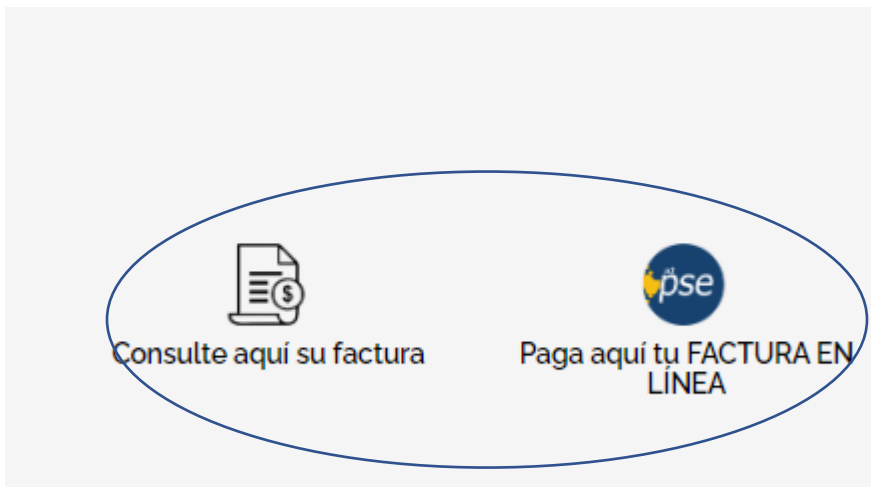 $
pse
Consulte aquí su factura
Paga aquí tu FACTURA EN
LÍNEA